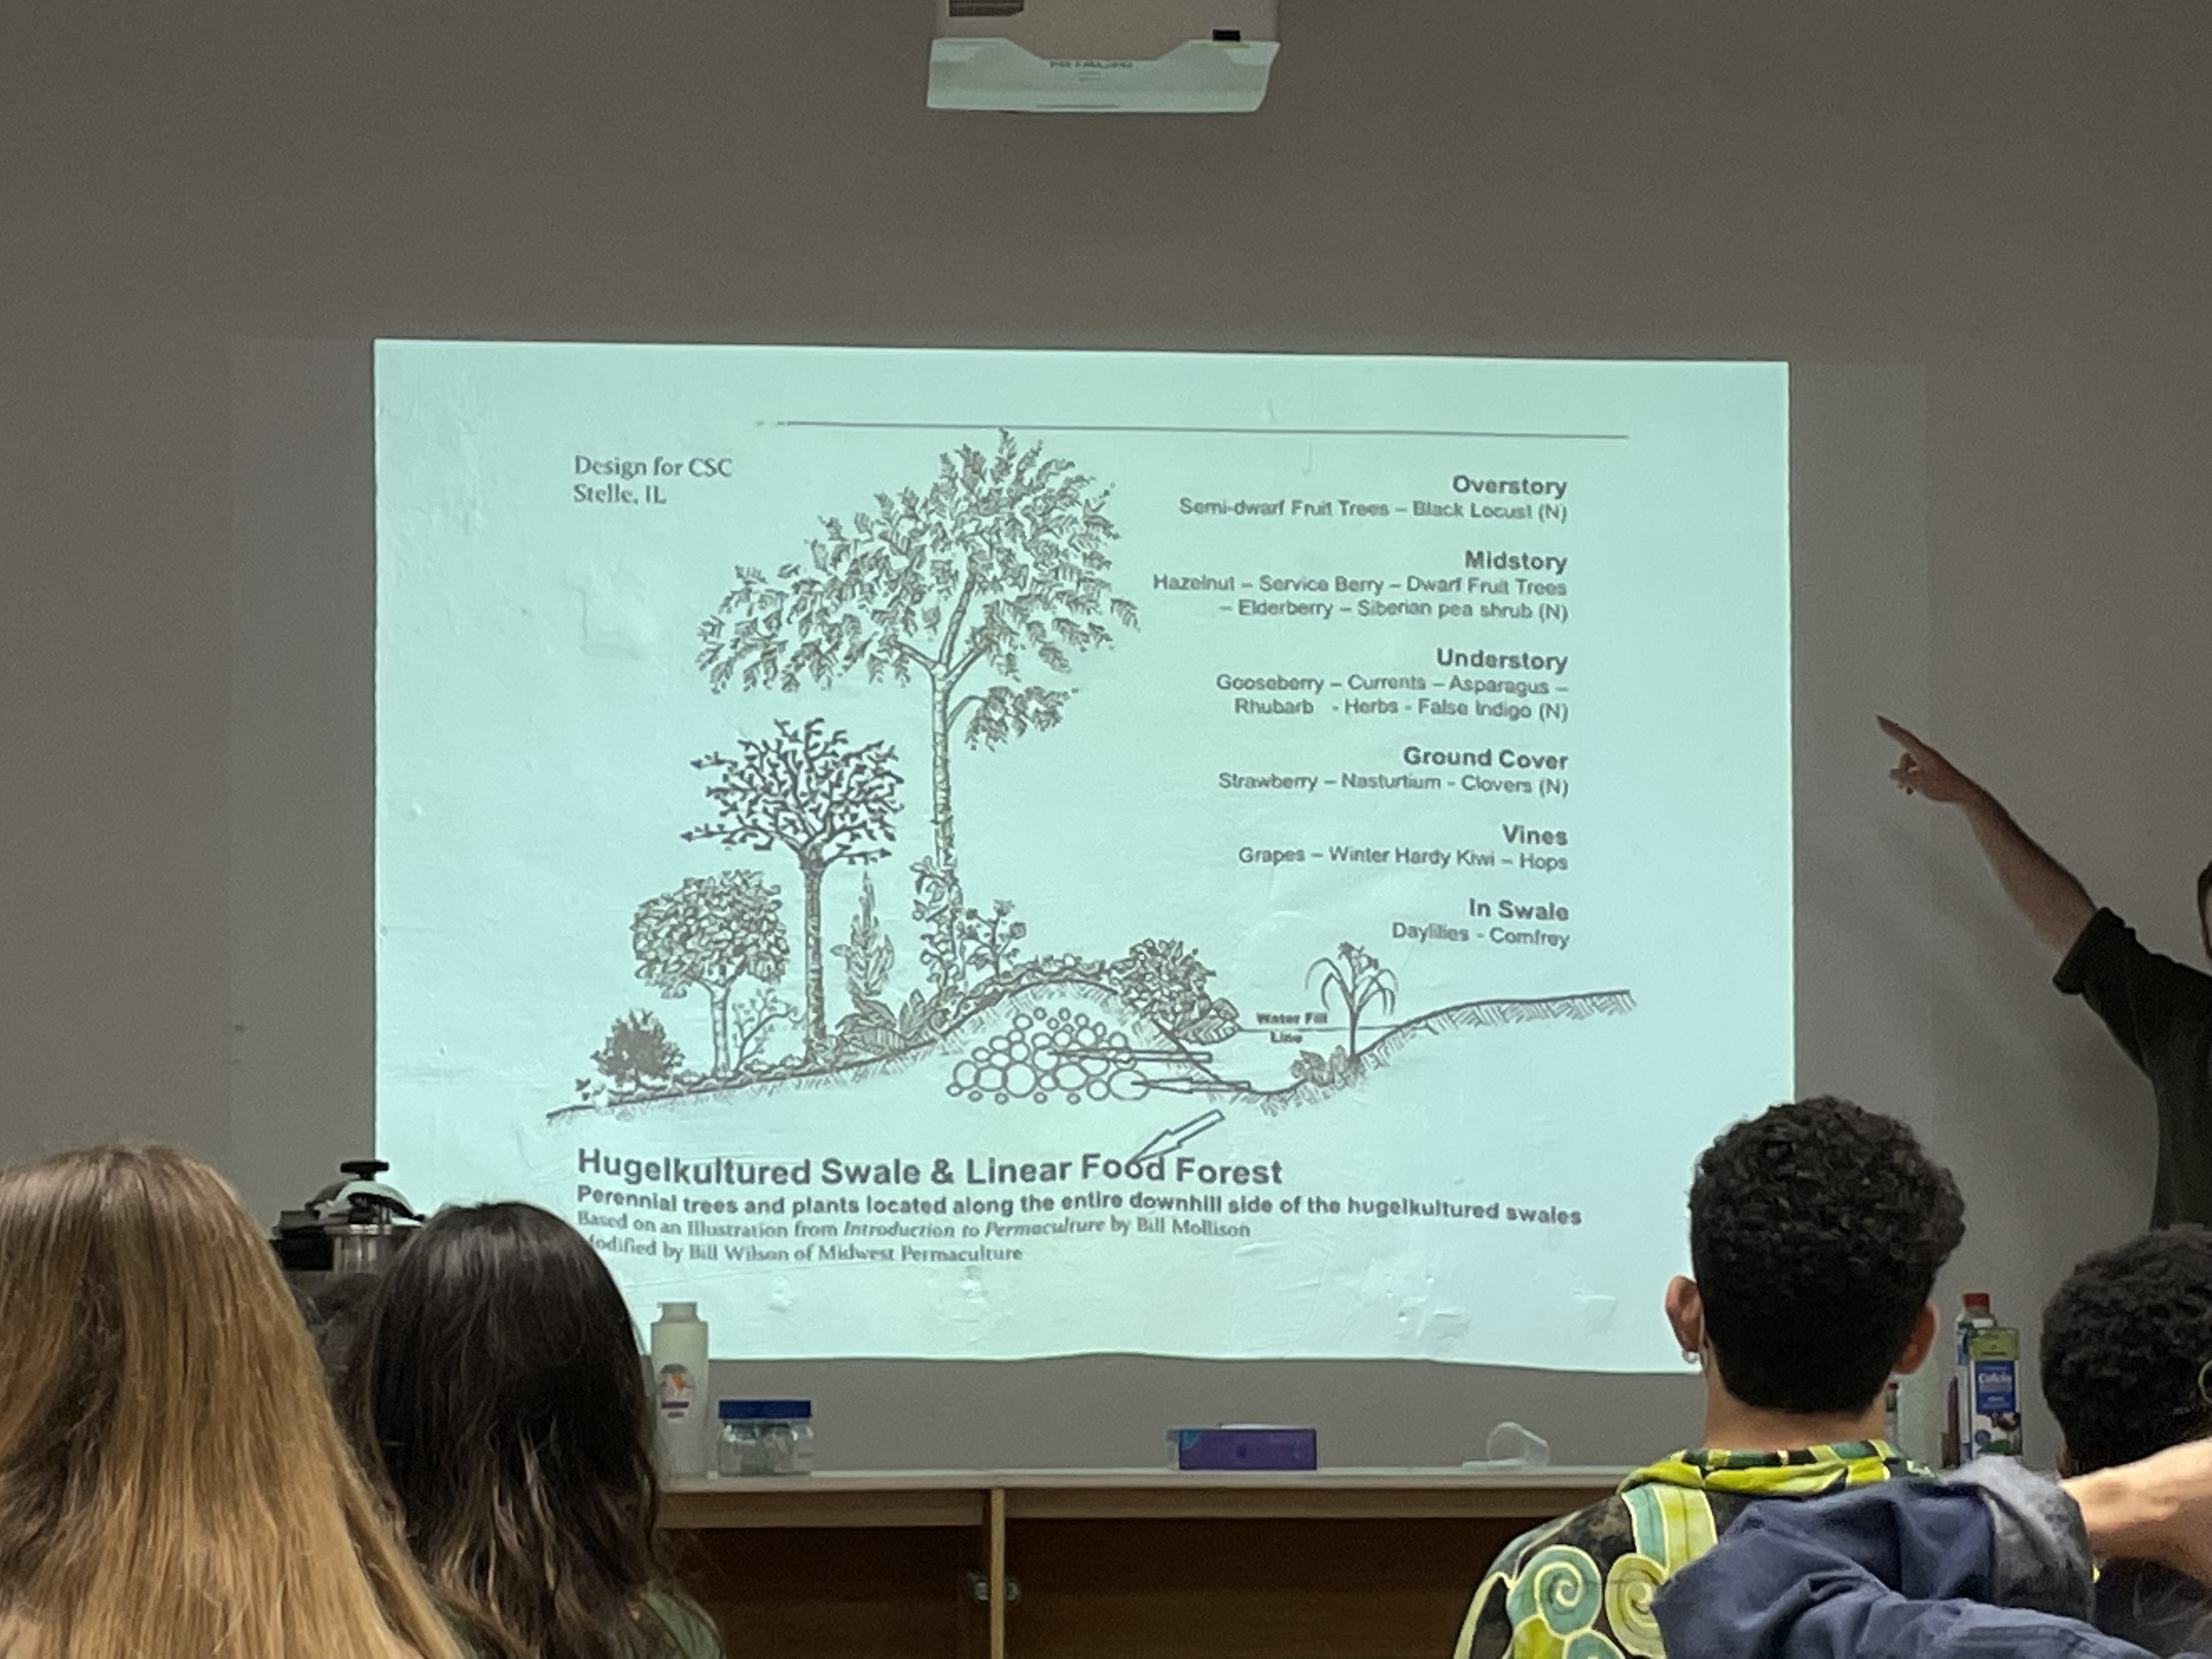 Design for CSC
Stelle, IL
Overstory
Semi-dwarf Fruit Trees – Black Locust (N)
Midstory
Hazelnut – Service Berry – Dwarf Fruit Trees
– Elderberry – Siberian pea shrub (N)
Understory
Gooseberry – Currents – Asparagus –
Rhubarb - Herbs - False Indigo (N)
Ground Cover
Strawberry – Nasturtium - Clovers (N)
Vines
Grapes – Winter Hardy Kiwi – Hops
In Swale
Daylilies - Comfrey
Water Fill
Line
Hugelkultured Swale & Linear Food Forest
Perennial trees and plants located along the entire downhill side of the hugelkultured swales
Based on an Illustration from Introduction to Permaculture by Bill Mollison
Modified by Bill Wilson of Midwest Permaculture